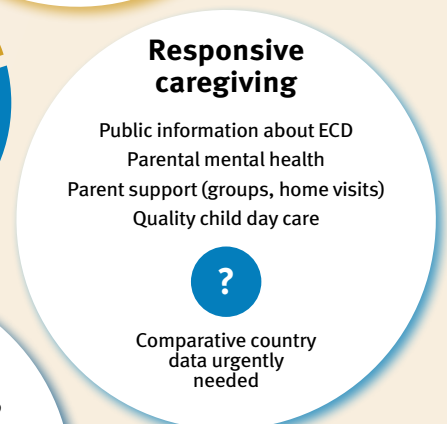 Responsive
caregiving
Public information about ECD
Parental mental health
Parent support (groups, home visits)
Quality child day care
?
Comparative country
data urgently
needed